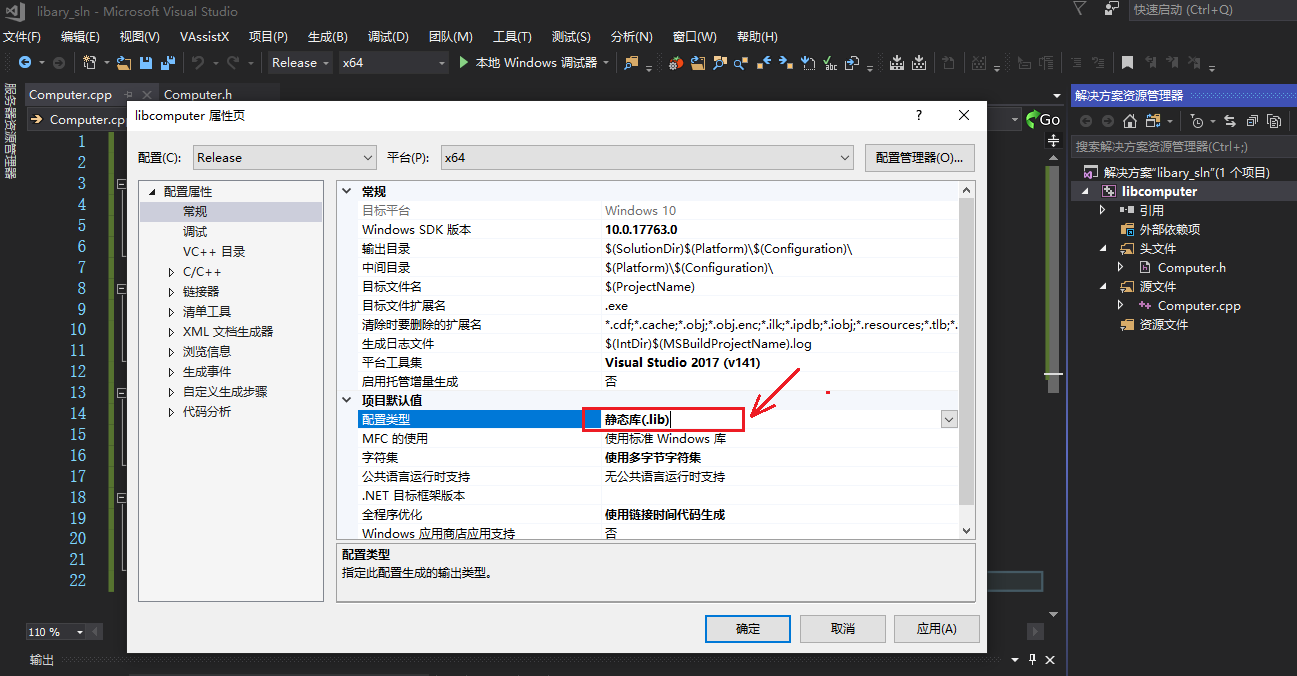 libary_sln - Microsoft Visual Studio
快速启动 (Ctrl+Q)
文件(F) 编辑(E) 视图(V) VAssistX 项目(P) 生成(B) 调试(D) 团队(M) 工具(T) 测试(S) 分析(N) 窗口(W) 帮助(H)
Release x64 本地 Windows 调试器
服务器资源管理器
Computer.cpp Computer.h
Computer.cp
Go
1
2
3
4
5
6
7
8
9
10
11
12
13
14
15
16
17
18
19
20
21
22
110 %
输出
libcomputer 属性页 ?
配置(C): Release 平台(P): x64 配置管理器(O)...
配置属性
常规
调试
VC++ 目录
C/C++
链接器
清单工具
XML 文档生成器
浏览信息
生成事件
自定义生成步骤
代码分析
常规
目标平台 Windows 10
Windows SDK 版本 10.0.17763.0
输出目录 $(SolutionDir)$(Platform)\$(Configuration)\
中间目录 $(Platform)\$(Configuration)\
目标文件名 $(ProjectName)
目标文件扩展名 .exe
清除时要删除的扩展名 *.cdf;*.cache;*.obj;*.obj.enc;*.ilk;*.ipdb;*.iobj;*.resources;*.tlb;*.
生成日志文件 $(IntDir)$(MSBuildProjectName).log
平台工具集 Visual Studio 2017 (v141)
启用托管增量生成 否
项目默认值
配置类型 静态库(.lib)
MFC 的使用 使用标准 Windows 库
字符集 使用多字节字符集
公共语言运行时支持 无公共语言运行时支持
.NET 目标框架版本
全程序优化 使用链接时间代码生成
Windows 应用商店应用支持 否
配置类型
指定此配置生成的输出类型。
确定 取消 应用(A)
解决方案资源管理器
搜索解决方案资源管理器(Ctrl+;)
解决方案"libary_sln"(1 个项目)
libcomputer
引用
外部依赖项
头文件
Computer.h
源文件
Computer.cpp
资源文件